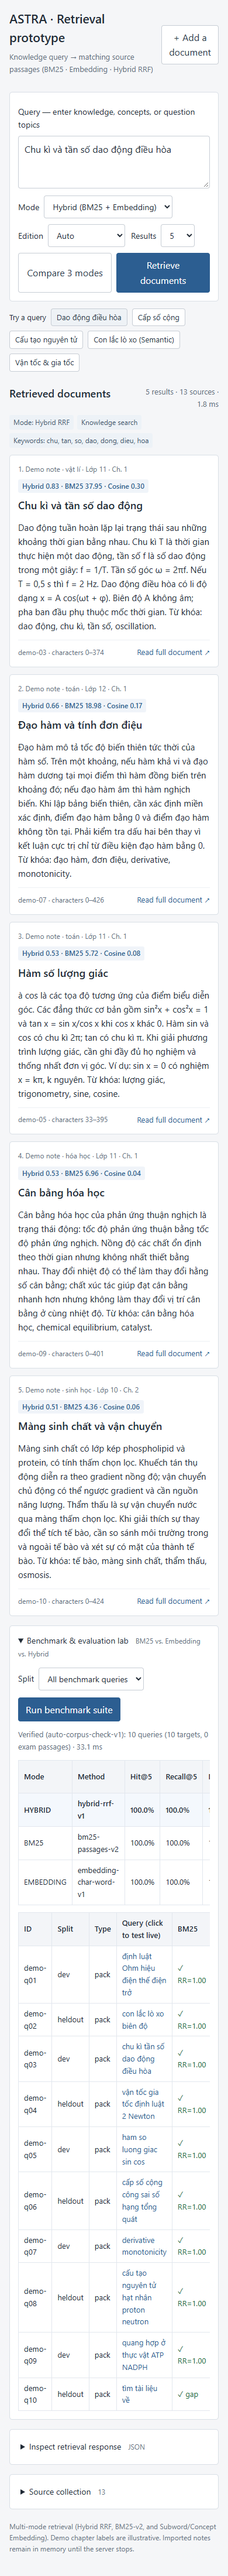 ASTRA · Retrieval
prototype
+ Add a
document
Knowledge query → matching source
passages (BM25 · Embedding · Hybrid RRF)
Query — enter knowledge, concepts, or question
topics
Chu kì và tần số dao động điều hòa
Mode Hybrid (BM25 + Embedding)
Edition Auto Results 5
Compare 3 modes
Retrieve
documents
Try a query Dao động điều hòa Cấp số cộng
Cấu tạo nguyên tử Con lắc lò xo (Semantic)
Vận tốc & gia tốc
Retrieved documents
5 results · 13 sources ·
1.8 ms
Mode: Hybrid RRF Knowledge search
Keywords: chu, tan, so, dao, dong, dieu, hoa
1. Demo note · vật lí · Lớp 11 · Ch. 1
Hybrid 0.83 · BM25 37.95 · Cosine 0.30
Chu kì và tần số dao động
Dao động tuần hoàn lặp lại trạng thái sau những
khoảng thời gian bằng nhau. Chu kì T là thời gian
thực hiện một dao động, tần số f là số dao động
trong một giây: f = 1/T. Tần số góc ω = 2πf. Nếu
T = 0,5 s thì f = 2 Hz. Dao động điều hòa có li độ
dạng x = A cos(ωt + φ). Biên độ A không âm;
pha ban đầu phụ thuộc mốc thời gian. Từ khóa:
dao động, chu kì, tần số, oscillation.
demo-03 · characters 0–374 Read full document ↗
2. Demo note · toán · Lớp 12 · Ch. 1
Hybrid 0.66 · BM25 18.98 · Cosine 0.17
Đạo hàm và tính đơn điệu
Đạo hàm mô tả tốc độ biến thiên tức thời của
hàm số. Trên một khoảng, nếu hàm khả vi và đạo
hàm dương tại mọi điểm thì hàm đồng biến trên
khoảng đó; nếu đạo hàm âm thì hàm nghịch
biến. Khi lập bảng biến thiên, cần xác định miền
xác định, điểm đạo hàm bằng 0 và điểm đạo hàm
không tồn tại. Phải kiểm tra dấu hai bên thay vì
kết luận cực trị chỉ từ điều kiện đạo hàm bằng 0.
Từ khóa: đạo hàm, đơn điệu, derivative,
monotonicity.
demo-07 · characters 0–426 Read full document ↗
3. Demo note · toán · Lớp 11 · Ch. 1
Hybrid 0.53 · BM25 5.72 · Cosine 0.08
Hàm số lượng giác
à cos là các tọa độ tương ứng của điểm biểu diễn
góc. Các đẳng thức cơ bản gồm sin²x + cos²x = 1
và tan x = sin x/cos x khi cos x khác 0. Hàm sin và
cos có chu kì 2π; tan có chu kì π. Khi giải phương
trình lượng giác, cần ghi đầy đủ họ nghiệm và
thống nhất đơn vị góc. Ví dụ: sin x = 0 có nghiệm
x = kπ, k nguyên. Từ khóa: lượng giác,
trigonometry, sine, cosine.
demo-05 · characters 33–395 Read full document ↗
4. Demo note · hóa học · Lớp 11 · Ch. 1
Hybrid 0.53 · BM25 6.96 · Cosine 0.04
Cân bằng hóa học
Cân bằng hóa học của phản ứng thuận nghịch là
trạng thái động: tốc độ phản ứng thuận bằng tốc
độ phản ứng nghịch. Nồng độ các chất ổn định
theo thời gian nhưng không nhất thiết bằng
nhau. Thay đổi nhiệt độ có thể làm thay đổi hằng
số cân bằng; chất xúc tác giúp đạt cân bằng
nhanh hơn nhưng không làm thay đổi vị trí cân
bằng ở cùng nhiệt độ. Từ khóa: cân bằng hóa
học, chemical equilibrium, catalyst.
demo-09 · characters 0–401 Read full document ↗
5. Demo note · sinh học · Lớp 10 · Ch. 2
Hybrid 0.51 · BM25 4.36 · Cosine 0.06
Màng sinh chất và vận chuyển
Màng sinh chất có lớp kép phospholipid và
protein, có tính thấm chọn lọc. Khuếch tán thụ
động diễn ra theo gradient nồng độ; vận chuyển
chủ động có thể ngược gradient và cần nguồn
năng lượng. Thẩm thấu là sự vận chuyển nước
qua màng thấm chọn lọc. Khi giải thích sự thay
đổi thể tích tế bào, cần so sánh môi trường trong
và ngoài tế bào và xét sự có mặt của thành tế
bào. Từ khóa: tế bào, màng sinh chất, thẩm thấu,
osmosis.
demo-10 · characters 0–424 Read full document ↗
▼ Benchmark & evaluation lab BM25 vs. Embedding
vs. Hybrid
Split All benchmark queries
Run benchmark suite
Verified (auto-corpus-check-v1): 10 queries (10 targets, 0
exam passages) · 33.1 ms
Mode Method Hit@5 Recall@5
HYBRID hybrid-rrf-v1 100.0% 100.0%
BM25 bm25-passages-v2 100.0% 100.0%
EMBEDDING embedding-char-word-v1 100.0% 100.0%
ID Split Type Query (click to test live) BM25
demo-q01 dev pack định luật Ohm hiệu điện thế điện trở ✓ RR=1.00
demo-q02 heldout pack con lắc lò xo biên độ ✓ RR=1.00
demo-q03 dev pack chu kì tần số dao động điều hòa ✓ RR=1.00
demo-q04 heldout pack vận tốc gia tốc định luật 2 Newton ✓ RR=1.00
demo-q05 dev pack ham so luong giac sin cos ✓ RR=1.00
demo-q06 heldout pack cấp số cộng công sai số hạng tổng quát ✓ RR=1.00
demo-q07 dev pack derivative monotonicity ✓ RR=1.00
demo-q08 heldout pack cấu tạo nguyên tử hạt nhân proton neutron ✓ RR=1.00
demo-q09 dev pack quang hợp ở thực vật ATP NADPH ✓ RR=1.00
demo-q10 heldout pack tìm tài liệu về ✓ gap
▶ Inspect retrieval response JSON
▶ Source collection 13
Multi-mode retrieval (Hybrid RRF, BM25-v2, and Subword/Concept
Embedding). Demo chapter labels are illustrative. Imported notes
remain in memory until the server stops.